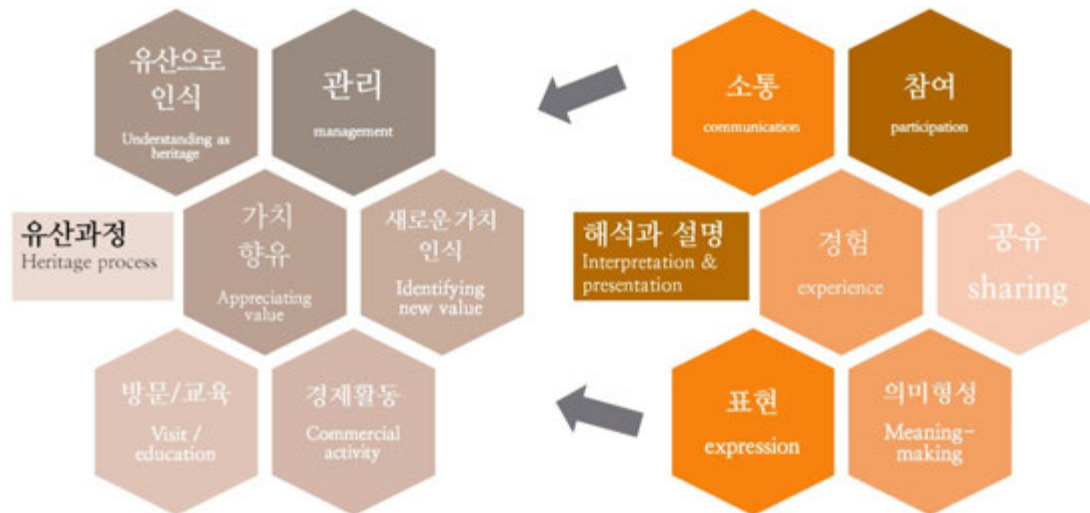 유산으로
인식
Understanding as
heritage
관리
management
유산과정
Heritage process
가치
향유
Appreciating
value
새로운 가치
인식
Identifying
new value
방문/교육
Visit /
education
경제활동
Commercial
activity
소통
communication
참여
participation
해석과 설명
Interpretation &
presentation
경험
experience
공유
sharing
표현
expression
의미형성
Meaning-
making